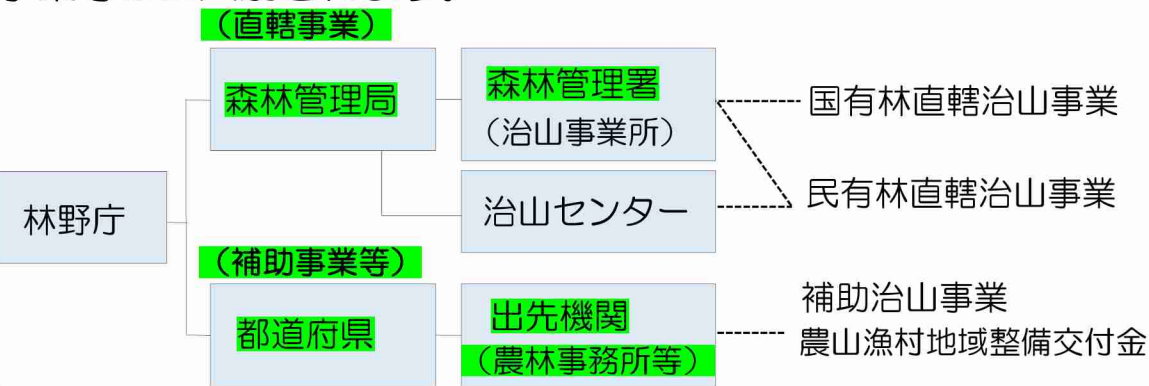 （直轄事業）
森林管理局
森林管理署
（治山事業所）
国有林直轄治山事業
治山センター
民有林直轄治山事業
林野庁
（補助事業等）
都道府県
出先機関
（農林事務所等）
補助治山事業
農山漁村地域整備交付金